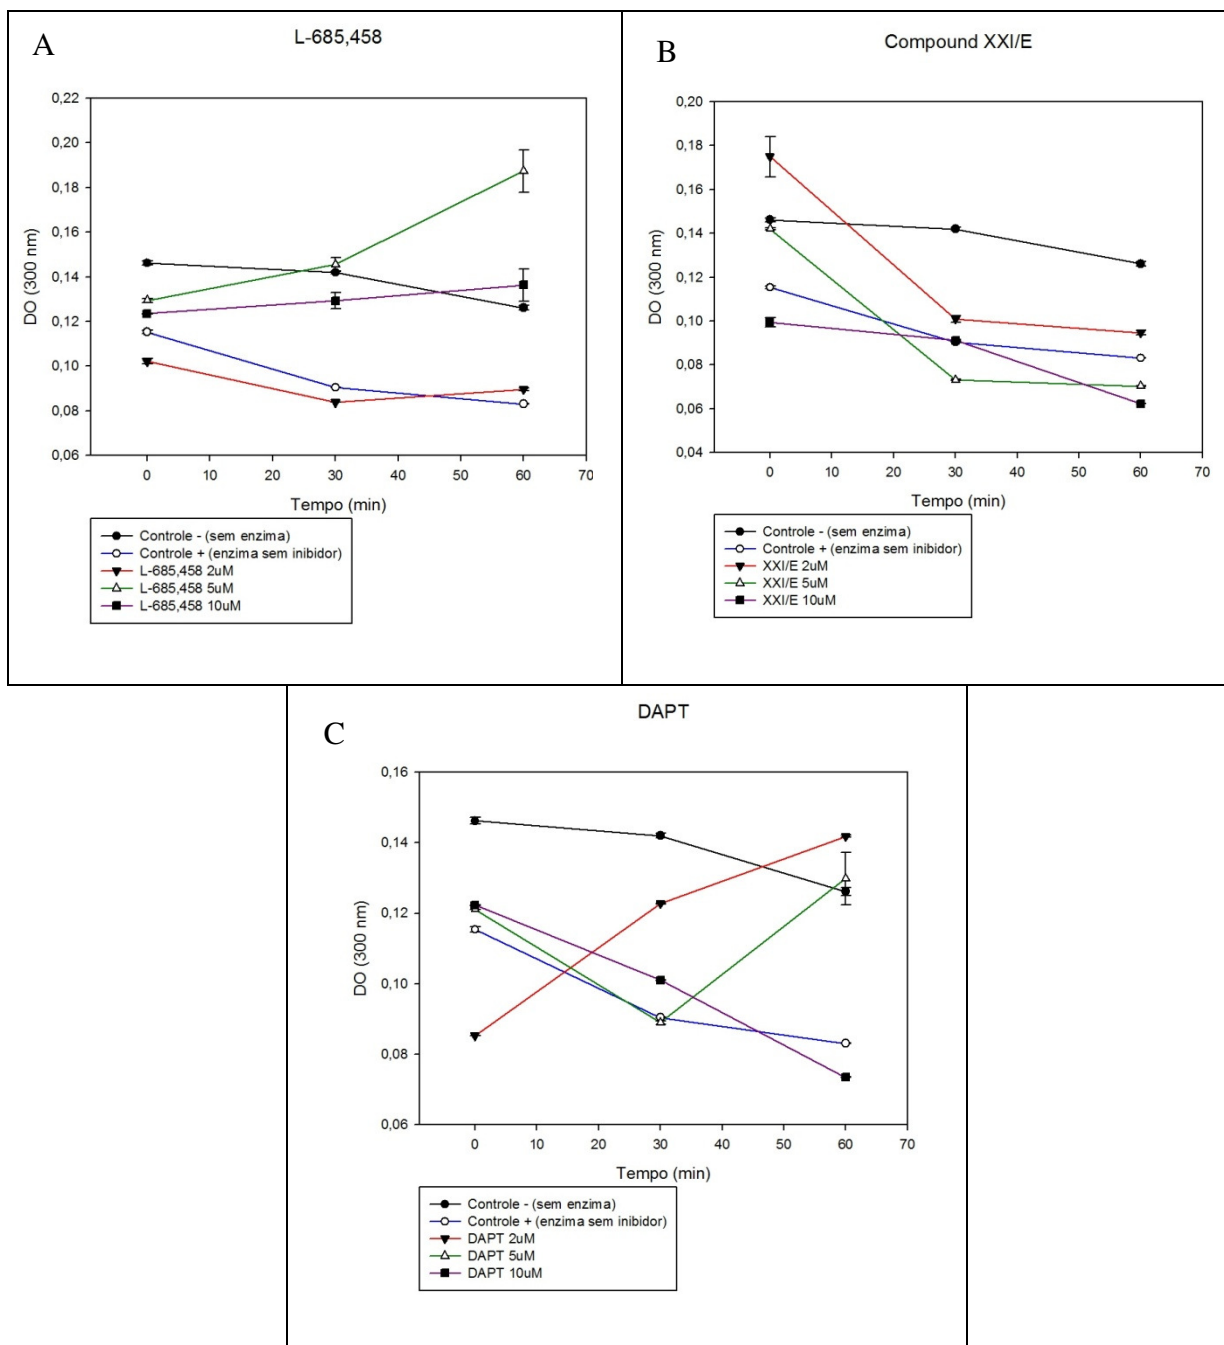 A
L-685,458
0,22
0,20
0,18
0,16
0,14
0,12
0,10
0,08
0,06
DO (300 nm)
0 10 20 30 40 50 60 70
Tempo (min)
Controle - (sem enzima)
Controle + (enzima sem inibidor)
L-685,458 2uM
L-685,458 5uM
L-685,458 10uM
B
Compound XXI/E
0,20
0,18
0,16
0,14
0,12
0,10
0,08
0,06
0,04
DO (300 nm)
0 10 20 30 40 50 60 70
Tempo (min)
Controle - (sem enzima)
Controle + (enzima sem inibidor)
XXI/E 2uM
XXI/E 5uM
XXI/E 10uM
C
DAPT
0,16
0,14
0,12
0,10
0,08
0,06
DO (300 nm)
0 10 20 30 40 50 60 70
Tempo (min)
Controle - (sem enzima)
Controle + (enzima sem inibidor)
DAPT 2uM
DAPT 5uM
DAPT 10uM